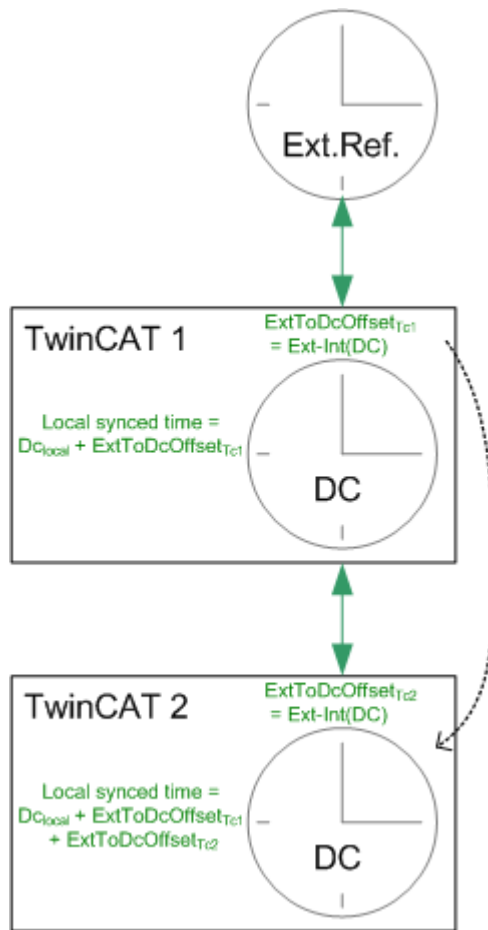 Ext.Ref.
TwinCAT 1
ExtToDcOffsetTc1
= Ext-Int(DC)
Local synced time =
Dclocal + ExtToDcOffsetTc1
DC
TwinCAT 2
ExtToDcOffsetTc2
= Ext-Int(DC)
Local synced time =
Dclocal + ExtToDcOffsetTc1
+ ExtToDcOffsetTc2
DC